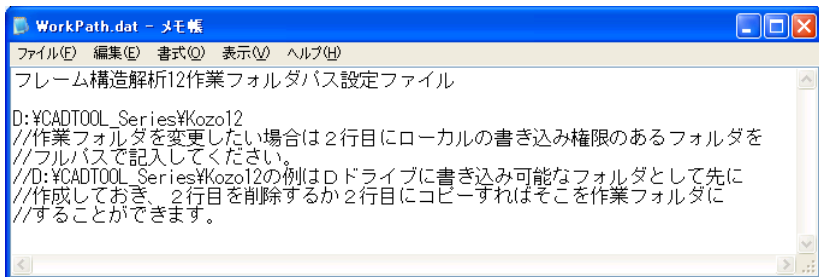 WorkPath.dat - メモ帳
ファイル(F) 編集(E) 書式(O) 表示(V) ヘルプ(H)
フレーム構造解析12作業フォルダパス設定ファイル
D:¥CADTOOL_Series¥Kozo12
//作業フォルダを変更したい場合は２行目にローカルの書き込み権限のあるフォルダを
//フルパスで記入してください。
//D:¥CADTOOL_Series¥Kozo12の例はＤドライブに書き込み可能なフォルダとして先に
//作成しておき、２行目を削除するか２行目にコピーすればそこを作業フォルダに
//することができます。